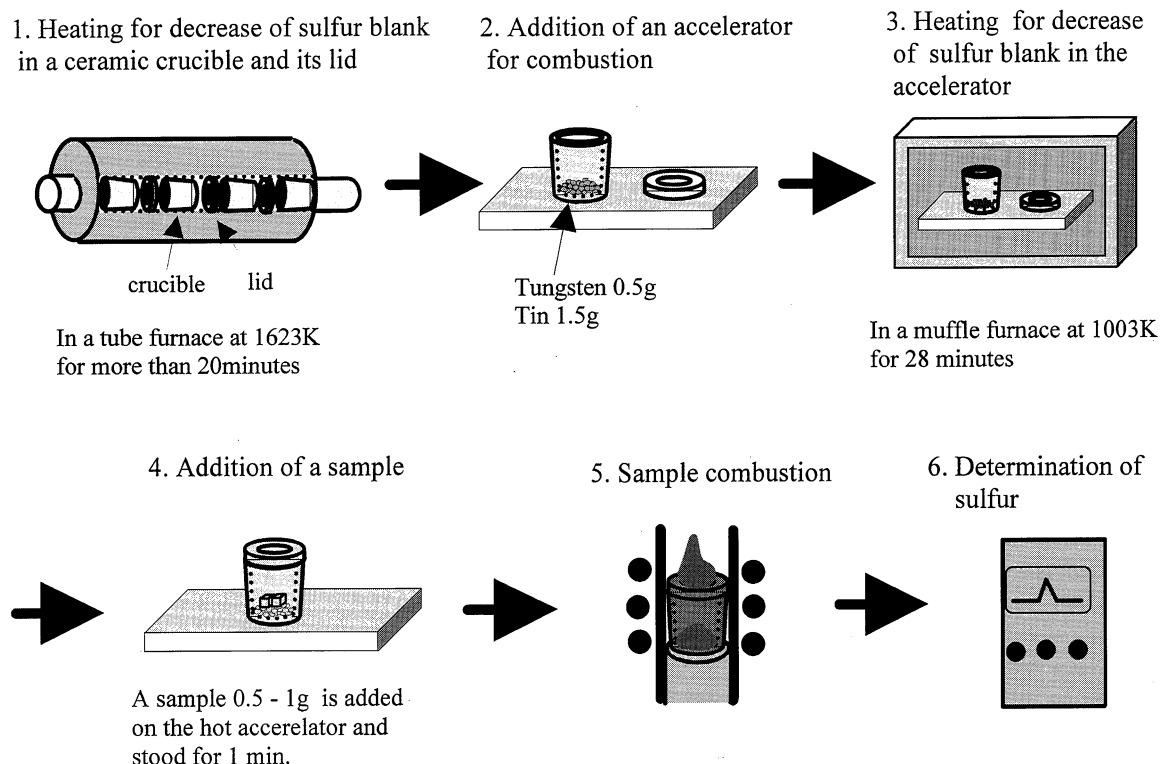 1. Heating for decrease of sulfur blank
in a ceramic crucible and its lid
2. Addition of an accelerator
for combustion
3. Heating for decrease
of sulfur blank in the
accelerator
crucible
lid
In a tube furnace at 1623K
for more than 20minutes
Tungsten 0.5g
Tin 1.5g
In a muffle furnace at 1003K
for 28 minutes
4. Addition of a sample
5. Sample combustion
6. Determination of
sulfur
A sample 0.5 - 1g is added
on the hot accerelator and
stood for 1 min.